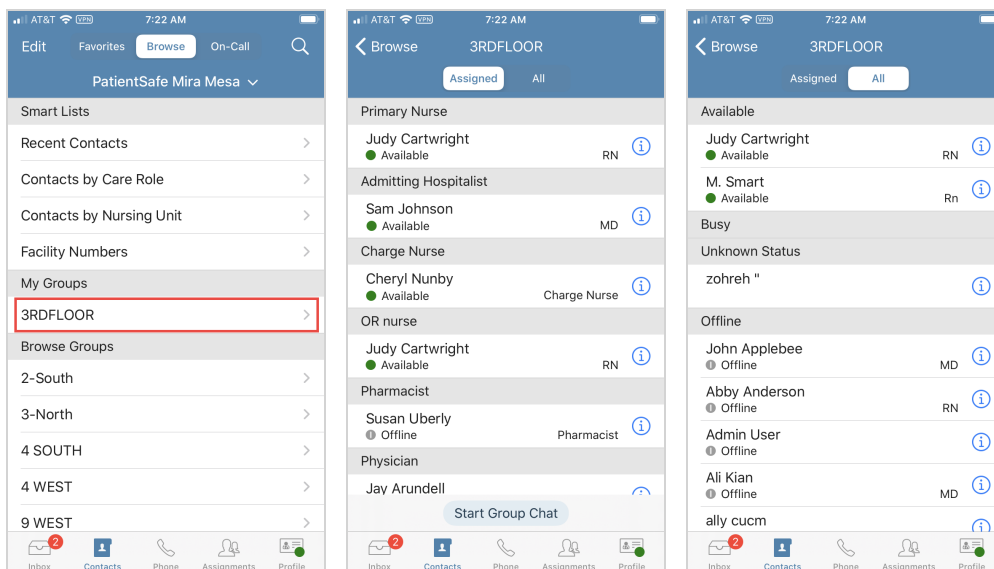 AT&T VPN 7:22 AM
Edit Favorites Browse On-Call
PatientSafe Mira Mesa
Smart Lists
Recent Contacts
Contacts by Care Role
Contacts by Nursing Unit
Facility Numbers
My Groups
3RDFLOOR
Browse Groups
2-South
3-North
4 SOUTH
4 WEST
9 WEST
2
Inbox Contacts Phone Assignments Profile
AT&T VPN 7:22 AM
Browse 3RDFLOOR
Assigned All
Primary Nurse
Judy Cartwright
Available RN
Admitting Hospitalist
Sam Johnson
Available MD
Charge Nurse
Cheryl Nunby
Available Charge Nurse
OR nurse
Judy Cartwright
Available RN
Pharmacist
Susan Uberly
Offline Pharmacist
Physician
Jay Arundell
Start Group Chat
2
Inbox Contacts Phone Assignments Profile
AT&T VPN 7:22 AM
Browse 3RDFLOOR
Assigned All
Available
Judy Cartwright
Available RN
M. Smart
Available Rn
Busy
Unknown Status
zohreh "
Offline
John Applebee
Offline MD
Abby Anderson
Offline RN
Admin User
Offline
Ali Kian
Offline MD
ally cucm
2
Inbox Contacts Phone Assignments Profile